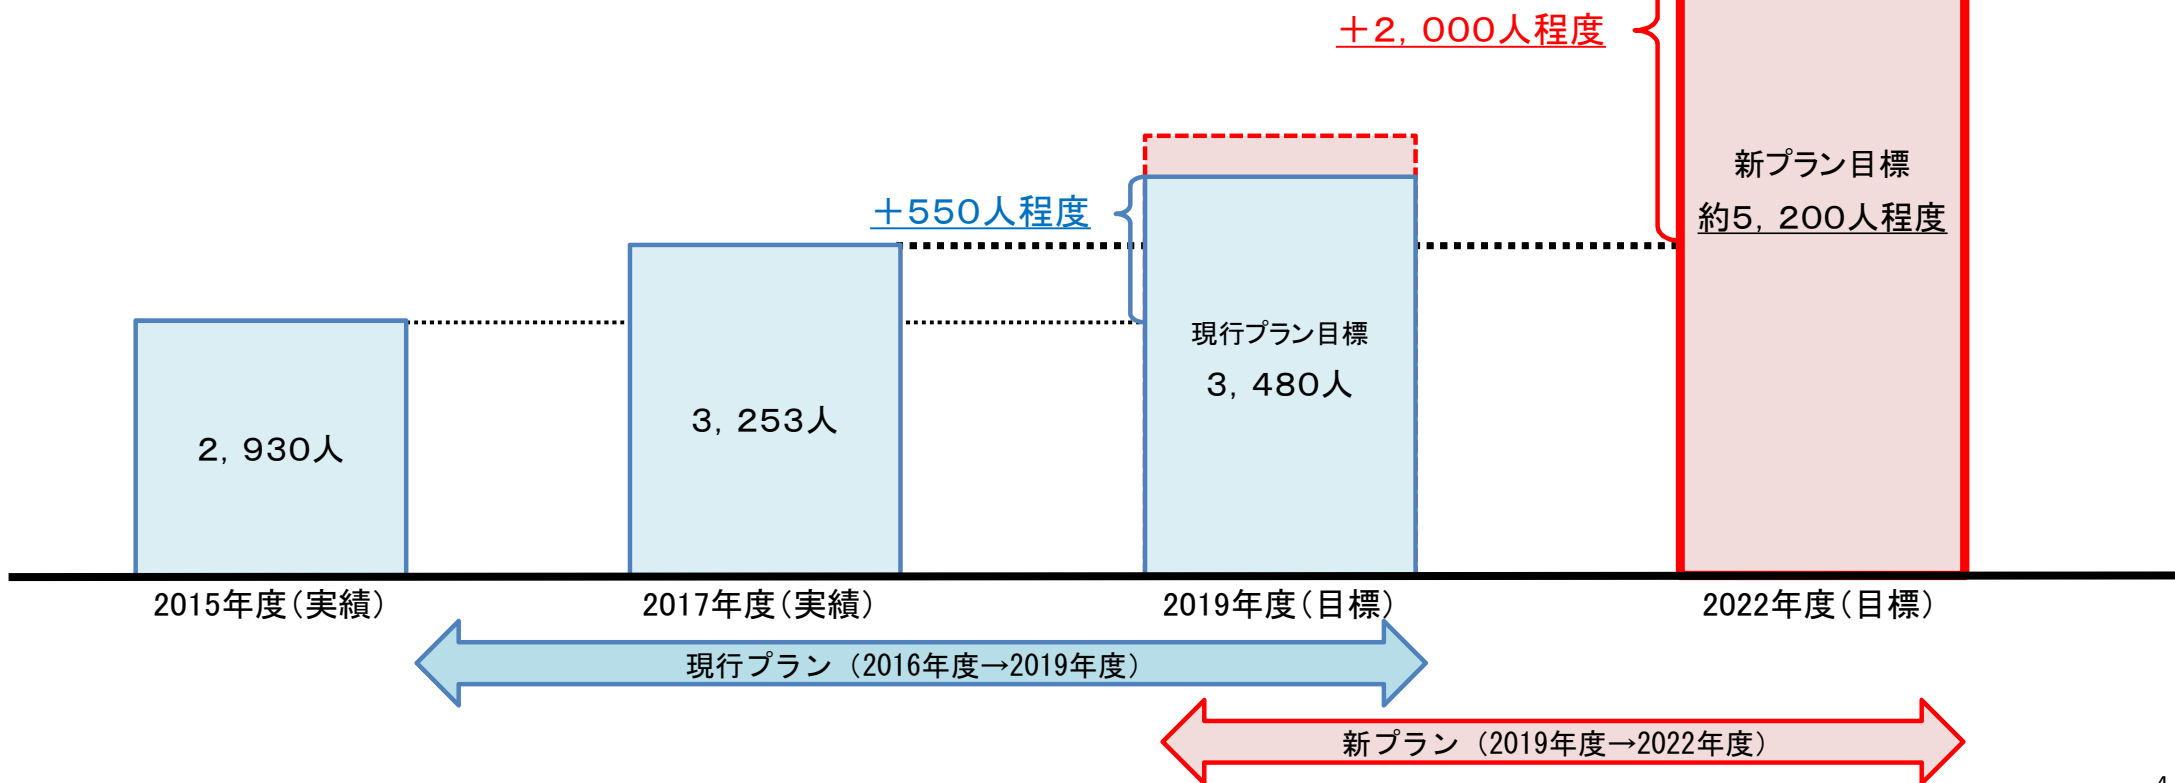 ＋２，０００人程度
新プラン目標
約５，２００人程度
＋５５０人程度
現行プラン目標
３，４８０人
３，２５３人
２，９３０人
2015年度（実績）
2017年度（実績）
2019年度（目標）
2022年度（目標）
現行プラン（2016年度→2019年度）
新プラン（2019年度→2022年度）